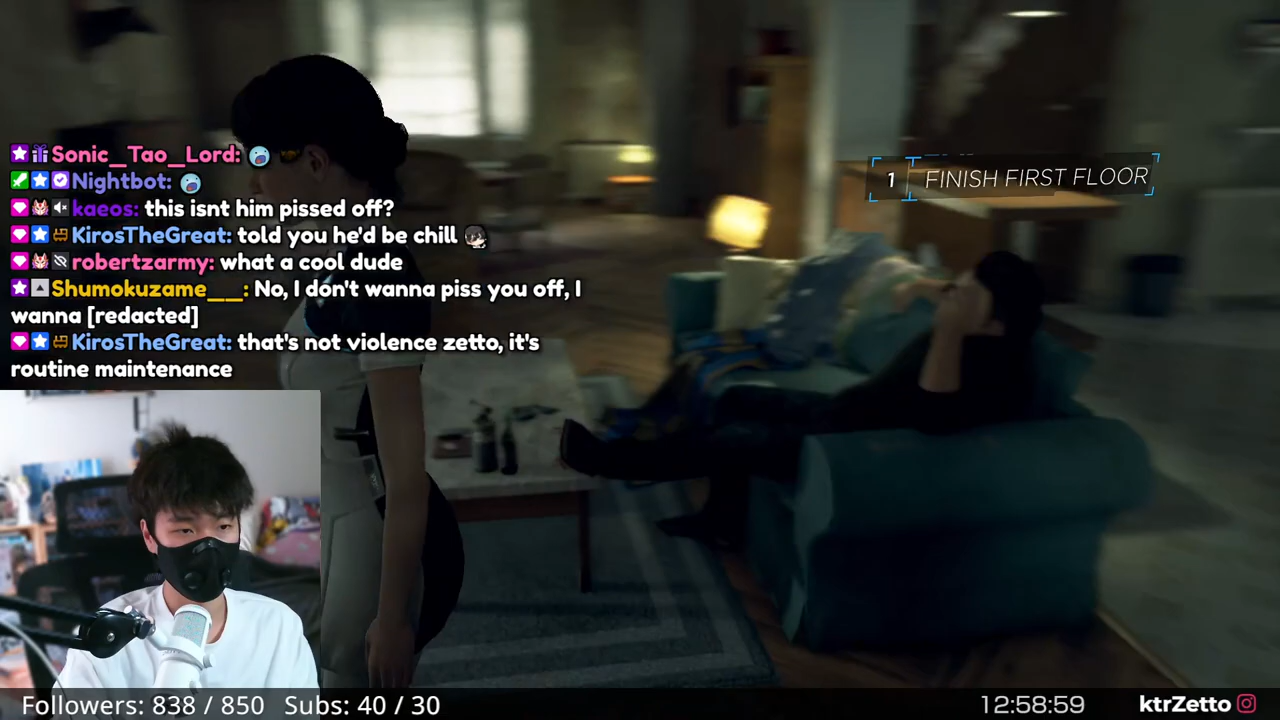 Sonic_Tao_Lord:
Nightbot:
kaeos: this isnt him pissed off?
KirosTheGreat: told you he'd be chill
robertzarmy: what a cool dude
Shumokuzame__: No, I don't wanna piss you off, I
wanna [redacted]
KirosTheGreat: that's not violence zetto, it's
routine maintenance
1 FINISH FIRST FLOOR
Followers: 838 / 850 Subs: 40 / 30 12:58:59 ktrZetto